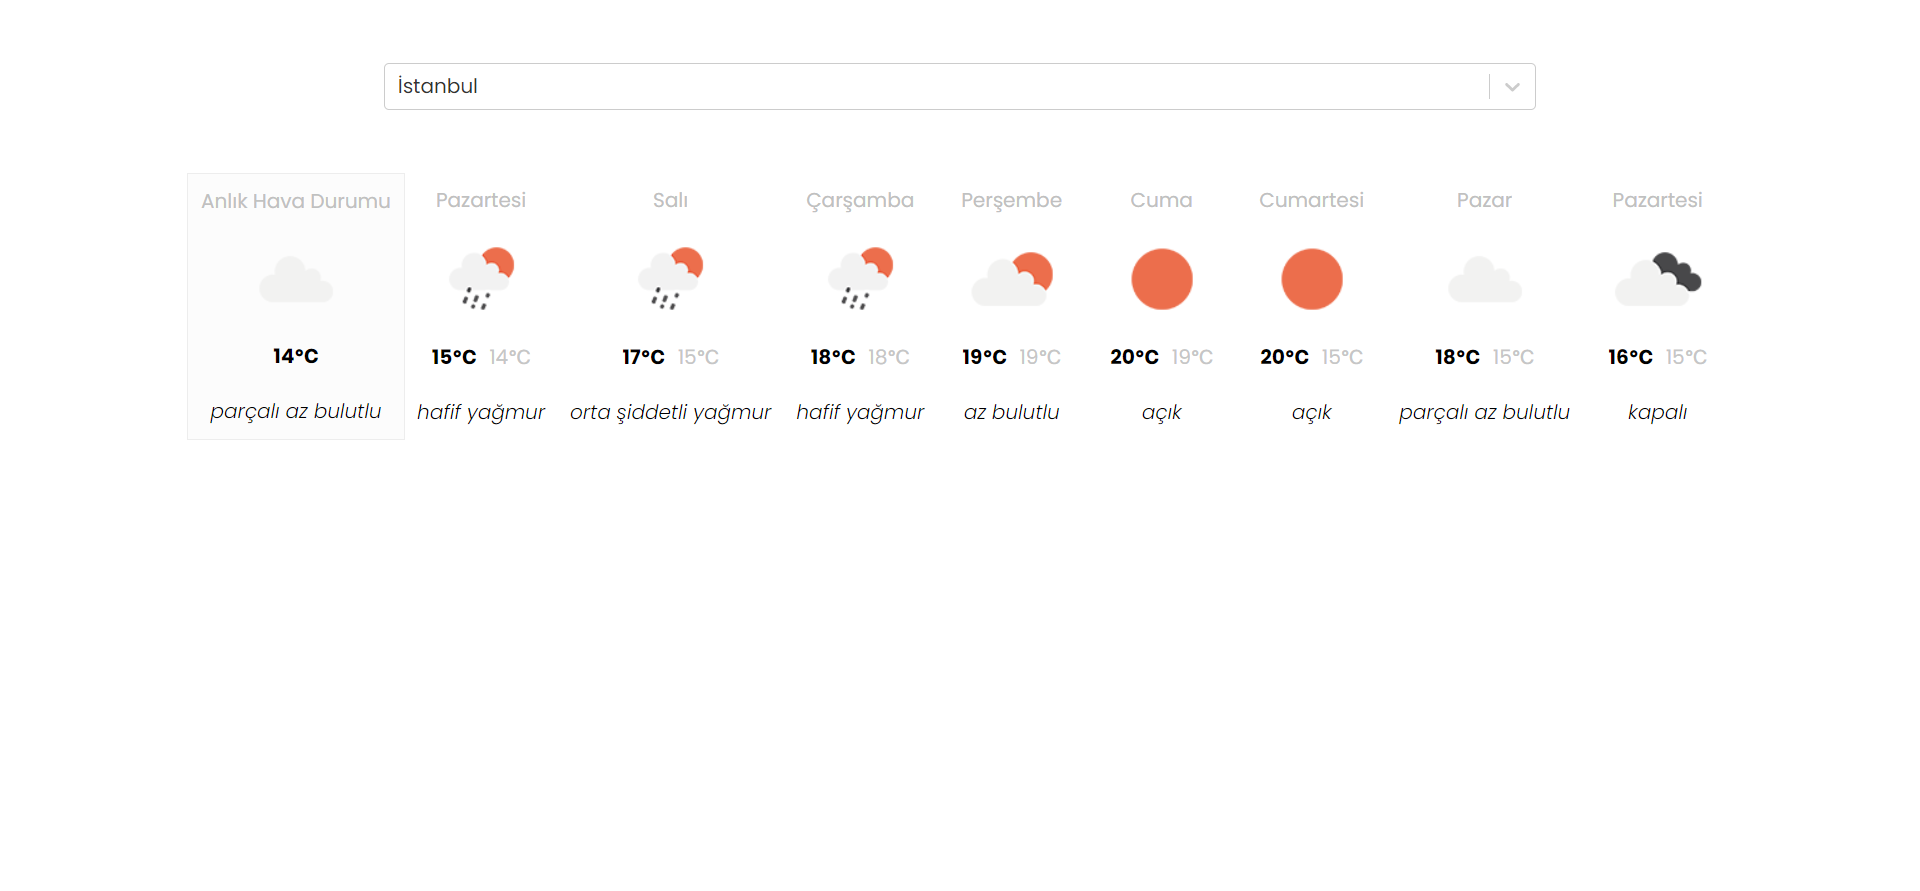 İstanbul
Anlık Hava Durumu
14°C
parçalı az bulutlu
Pazartesi
15°C 14°C
hafif yağmur
Salı
17°C 15°C
orta şiddetli yağmur
Çarşamba
18°C 18°C
hafif yağmur
Perşembe
19°C 19°C
az bulutlu
Cuma
20°C 19°C
açık
Cumartesi
20°C 15°C
açık
Pazar
18°C 15°C
parçalı az bulutlu
Pazartesi
16°C 15°C
kapalı